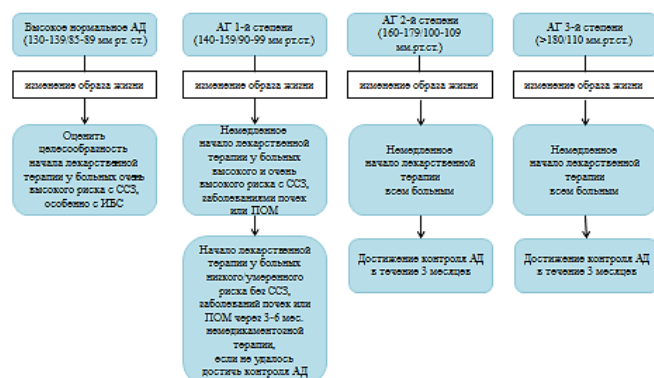 Высокое нормальное АД
(130-139/85-89 мм рт. ст.)
изменение образа жизни
Оценить
целесообразность
начала лекарственной
терапии у больных очень
высокого риска с ССЗ,
особенно с ИБС
АГ 1-й степени
(140-159/90-99 мм рт.ст.)
изменение образа жизни
Немедленное
начало лекарственной
терапии у больных
высокого и очень
высокого риска с ССЗ,
заболеваниями почек
или ПОМ
Начало лекарственной
терапии у больных
низкого/умеренного
риска без ССЗ,
заболеваний почек или
ПОМ через 3-6 мес.
немедикаментозной
терапии,
если не удалось
достичь контроля АД
АГ 2-й степени
(160-179/100-109
мм.рт.ст.)
изменение образа жизни
Немедленное
начало лекарственной
терапии
всем больным
Достижение контроля АД
в течение 3 месяцев
АГ 3-й степени
(>180/110 мм.рт.ст.)
изменение образа жизни
Немедленное
начало лекарственной
терапии
всем больным
Достижение контроля АД
в течение 3 месяцев